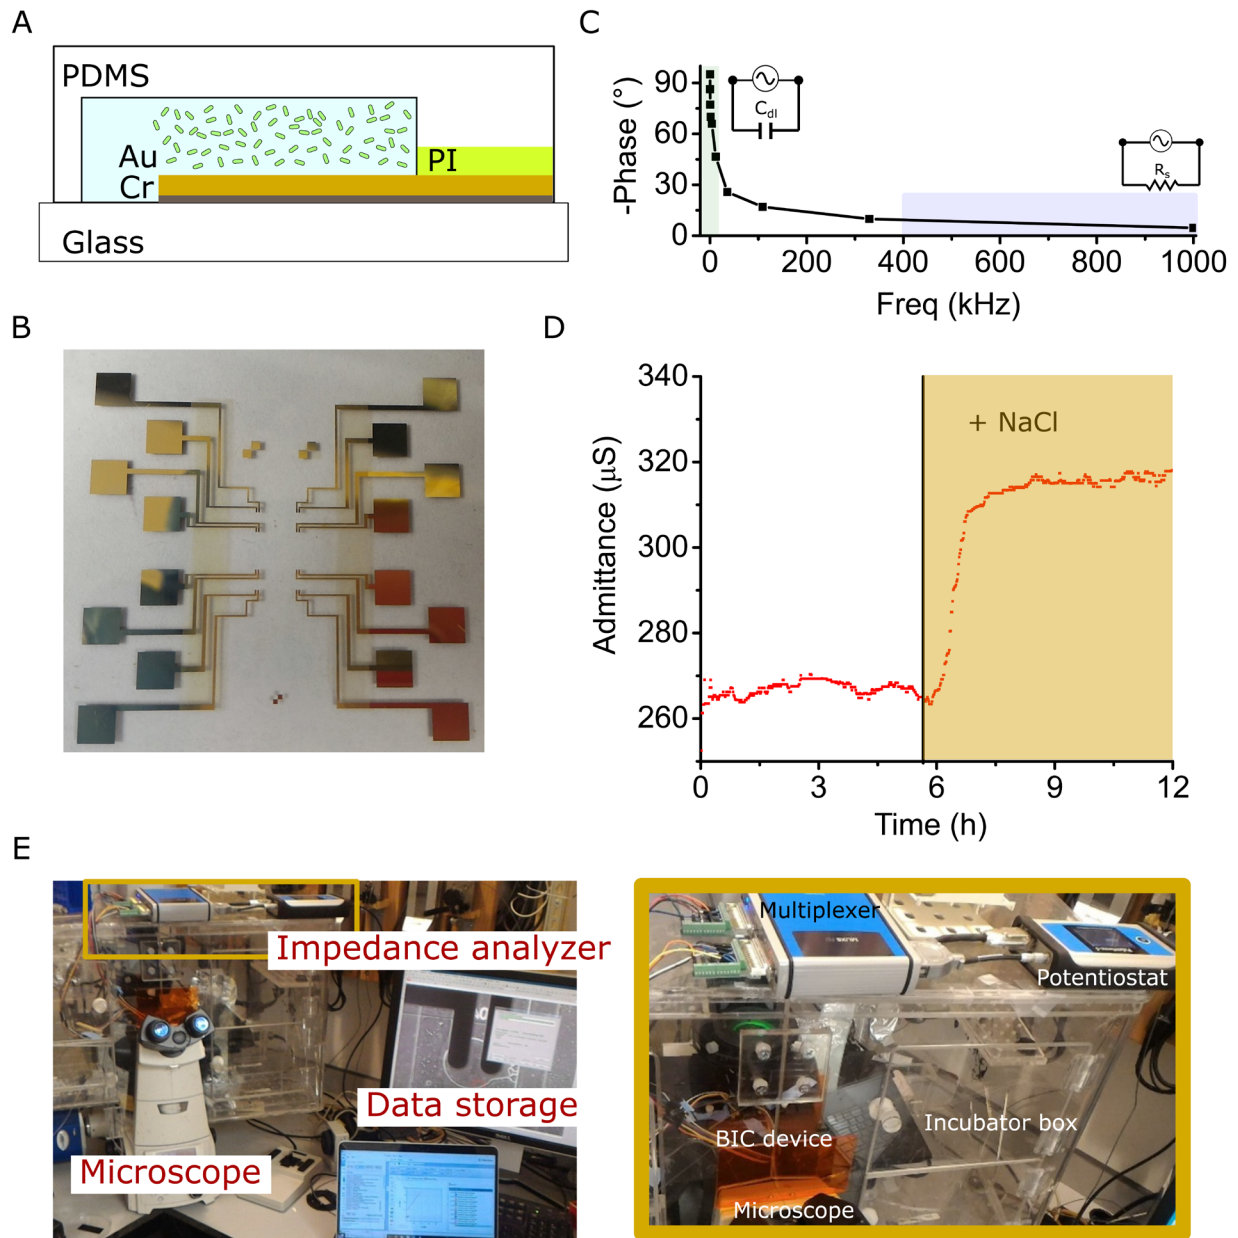 A
PDMS
Au
PI
Cr
Glass
C
-Phase (°)
90
60
30
0
C_dl
R_s
0 200 400 600 800 1000
Freq (kHz)
B
D
Admittance (µS)
340
320
300
280
260
+ NaCl
0 3 6 9 12
Time (h)
E
Impedance analyzer
Data storage
Microscope
Multiplexer
Potentiostat
BIC device
Incubator box
Microscope